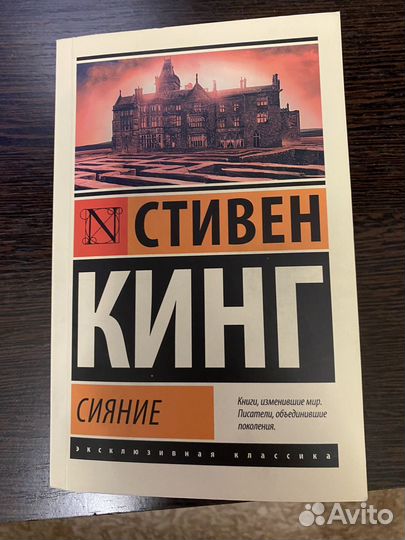 N
СТИВЕН
КИНГ
СИЯНИЕ
Книги, изменившие мир.
Писатели, объединившие
поколения.
эксклюзивная классика
Avito